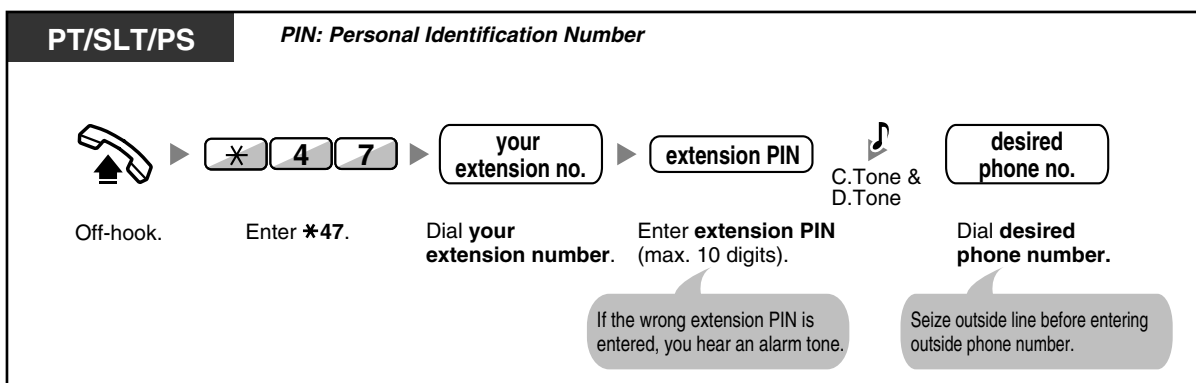 PT/SLT/PS
PIN: Personal Identification Number
* 4 7
your
extension no.
extension PIN
C.Tone &
D.Tone
desired
phone no.
Off-hook.
Enter *47.
Dial your
extension number.
Enter extension PIN
(max. 10 digits).
Dial desired
phone number.
If the wrong extension PIN is
entered, you hear an alarm tone.
Seize outside line before entering
outside phone number.